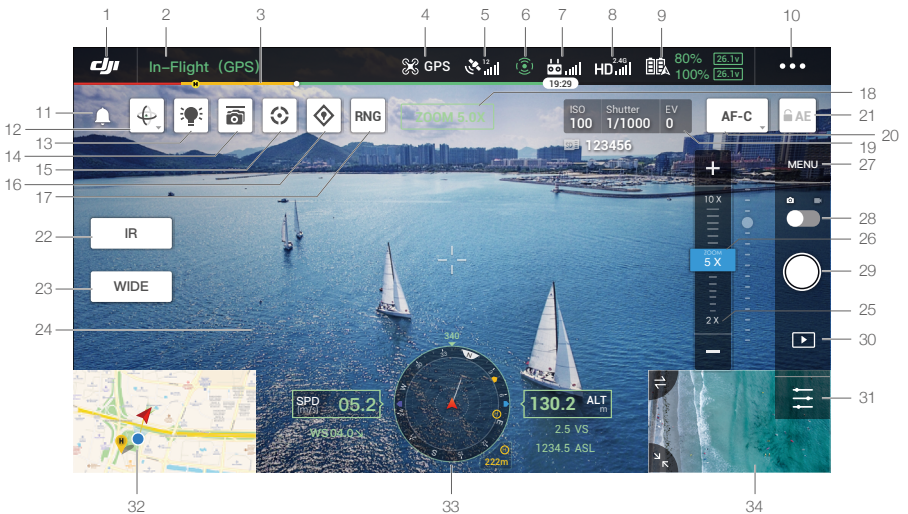 1 2 3 4 5 6 7 8 9 10
dji In-Flight (GPS) GPS 12 HD 2.4G 80% 26.1v
100% 26.1v
H 19:29
11 12 13 14 15 16 17
RNG
ZOOM 5.0X
ISO Shutter EV
100 1/1000 0
123456
AF-C
AE
18
21
20
19
27
MENU
10 X
28
26
ZOOM
5 X
29
25
2 X
30
31
22 IR
23 WIDE
24
340
N
W
E
S
SPD
(m/s) 05.2
WS 04.0
130.2 ALT
m
2.5 VS
1234.5 ASL
H
222m
H
32 33 34